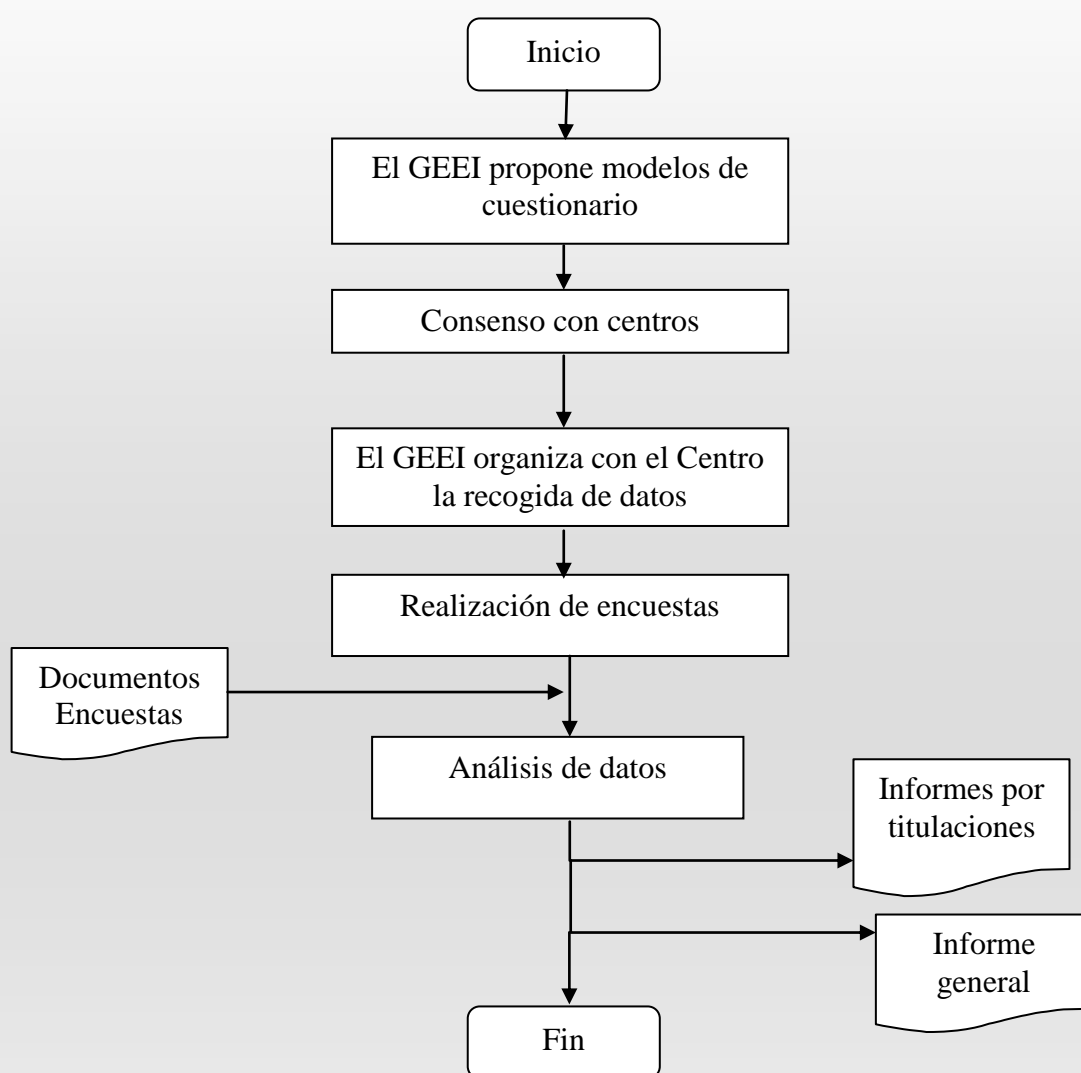 Inicio
El GEEI propone modelos de
cuestionario
Consenso con centros
El GEEI organiza con el Centro
la recogida de datos
Realización de encuestas
Documentos
Encuestas
Análisis de datos
Informes por
titulaciones
Informe
general
Fin